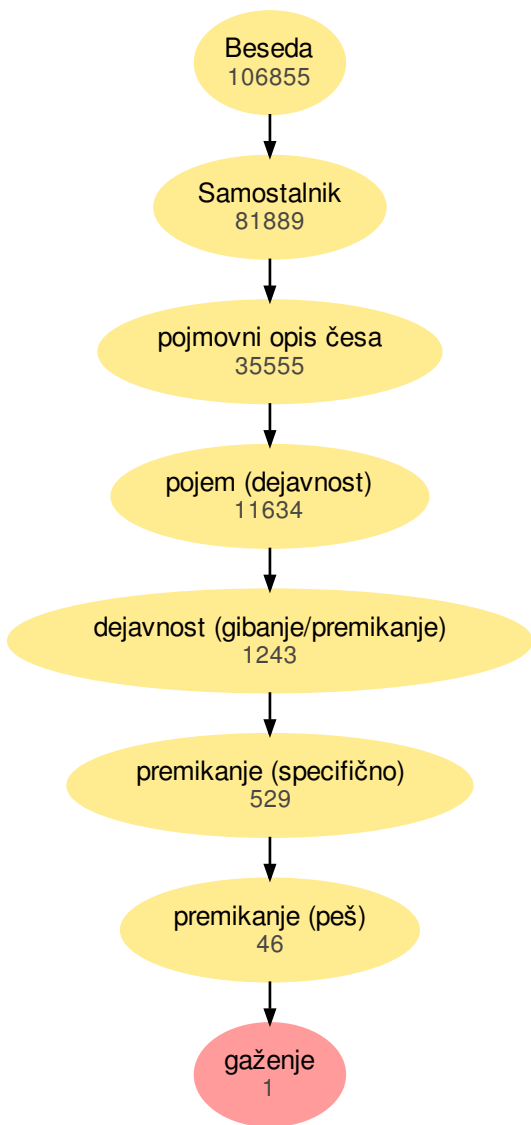 Beseda
106855
Samostalnik
81889
pojmovni opis česa
35555
pojem (dejavnost)
11634
dejavnost (gibanje/premikanje)
1243
premikanje (specifično)
529
premikanje (peš)
46
gaženje
1